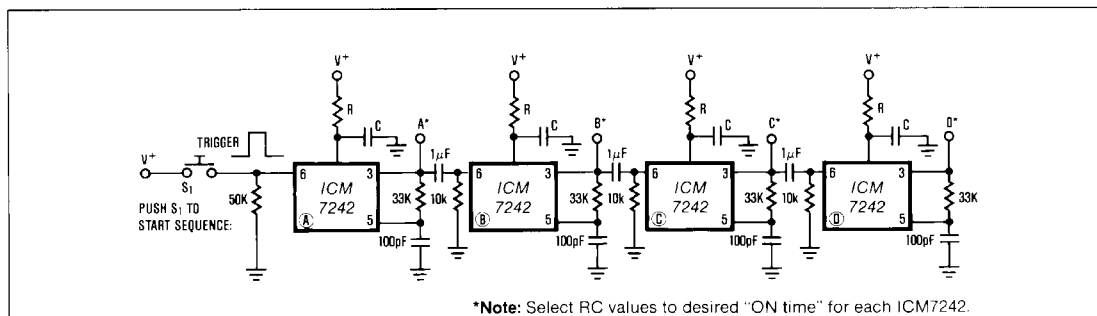 V+ V+ V+ V+
R R R R
C A* C B* C C* C D*
TRIGGER
1µF 1µF 1µF
V+
S1
6 3 6 3 6 3 6 3
ICM ICM ICM ICM
7242 7242 7242 7242
50K 33K 10k 33K 10k 33K 10k 33K
PUSH S1 TO
START SEQUENCE:
A 5 B 5 C 5 D 5
100pF 100pF 100pF 100pF
*Note: Select RC values to desired "ON time" for each ICM7242.